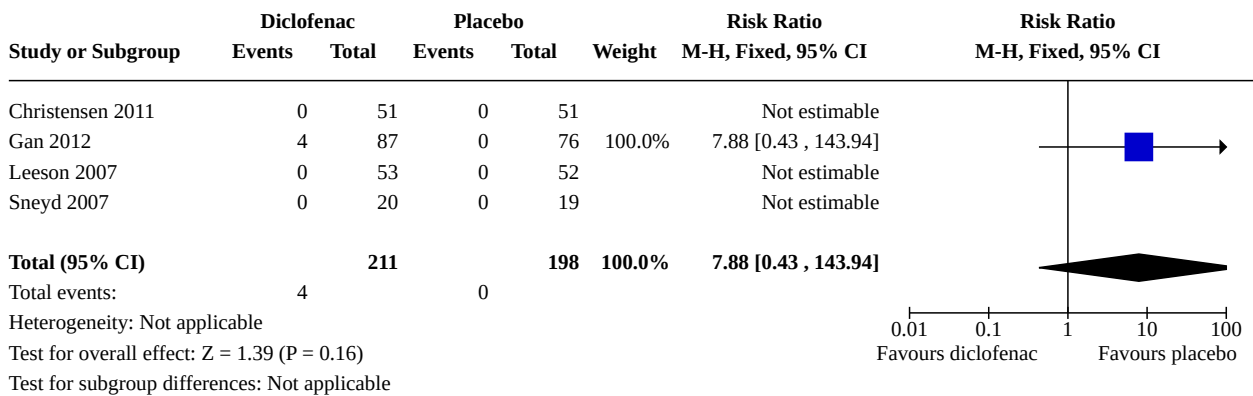 Diclofenac Placebo Risk Ratio Risk Ratio
Study or Subgroup Events Total Events Total Weight M-H, Fixed, 95% CI M-H, Fixed, 95% CI
Christensen 2011 0 51 0 51 Not estimable
Gan 2012 4 87 0 76 100.0% 7.88 [0.43 , 143.94]
Leeson 2007 0 53 0 52 Not estimable
Sneyd 2007 0 20 0 19 Not estimable
Total (95% CI) 211 198 100.0% 7.88 [0.43 , 143.94]
Total events: 4 0
Heterogeneity: Not applicable
Test for overall effect: Z = 1.39 (P = 0.16)
Test for subgroup differences: Not applicable
0.01 0.1 1 10 100
Favours diclofenac Favours placebo